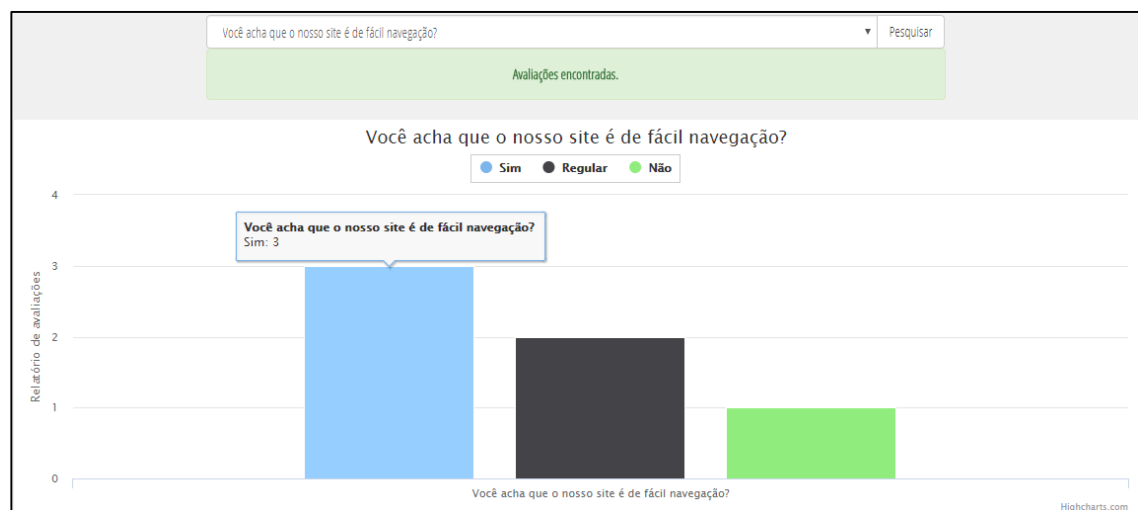 Você acha que o nosso site é de fácil navegação?
Pesquisar
Avaliações encontradas.
Você acha que o nosso site é de fácil navegação?
Sim Regular Não
4
Você acha que o nosso site é de fácil navegação?
Sim: 3
3
2
1
0
Relatório de avaliações
Você acha que o nosso site é de fácil navegação?
Highcharts.com